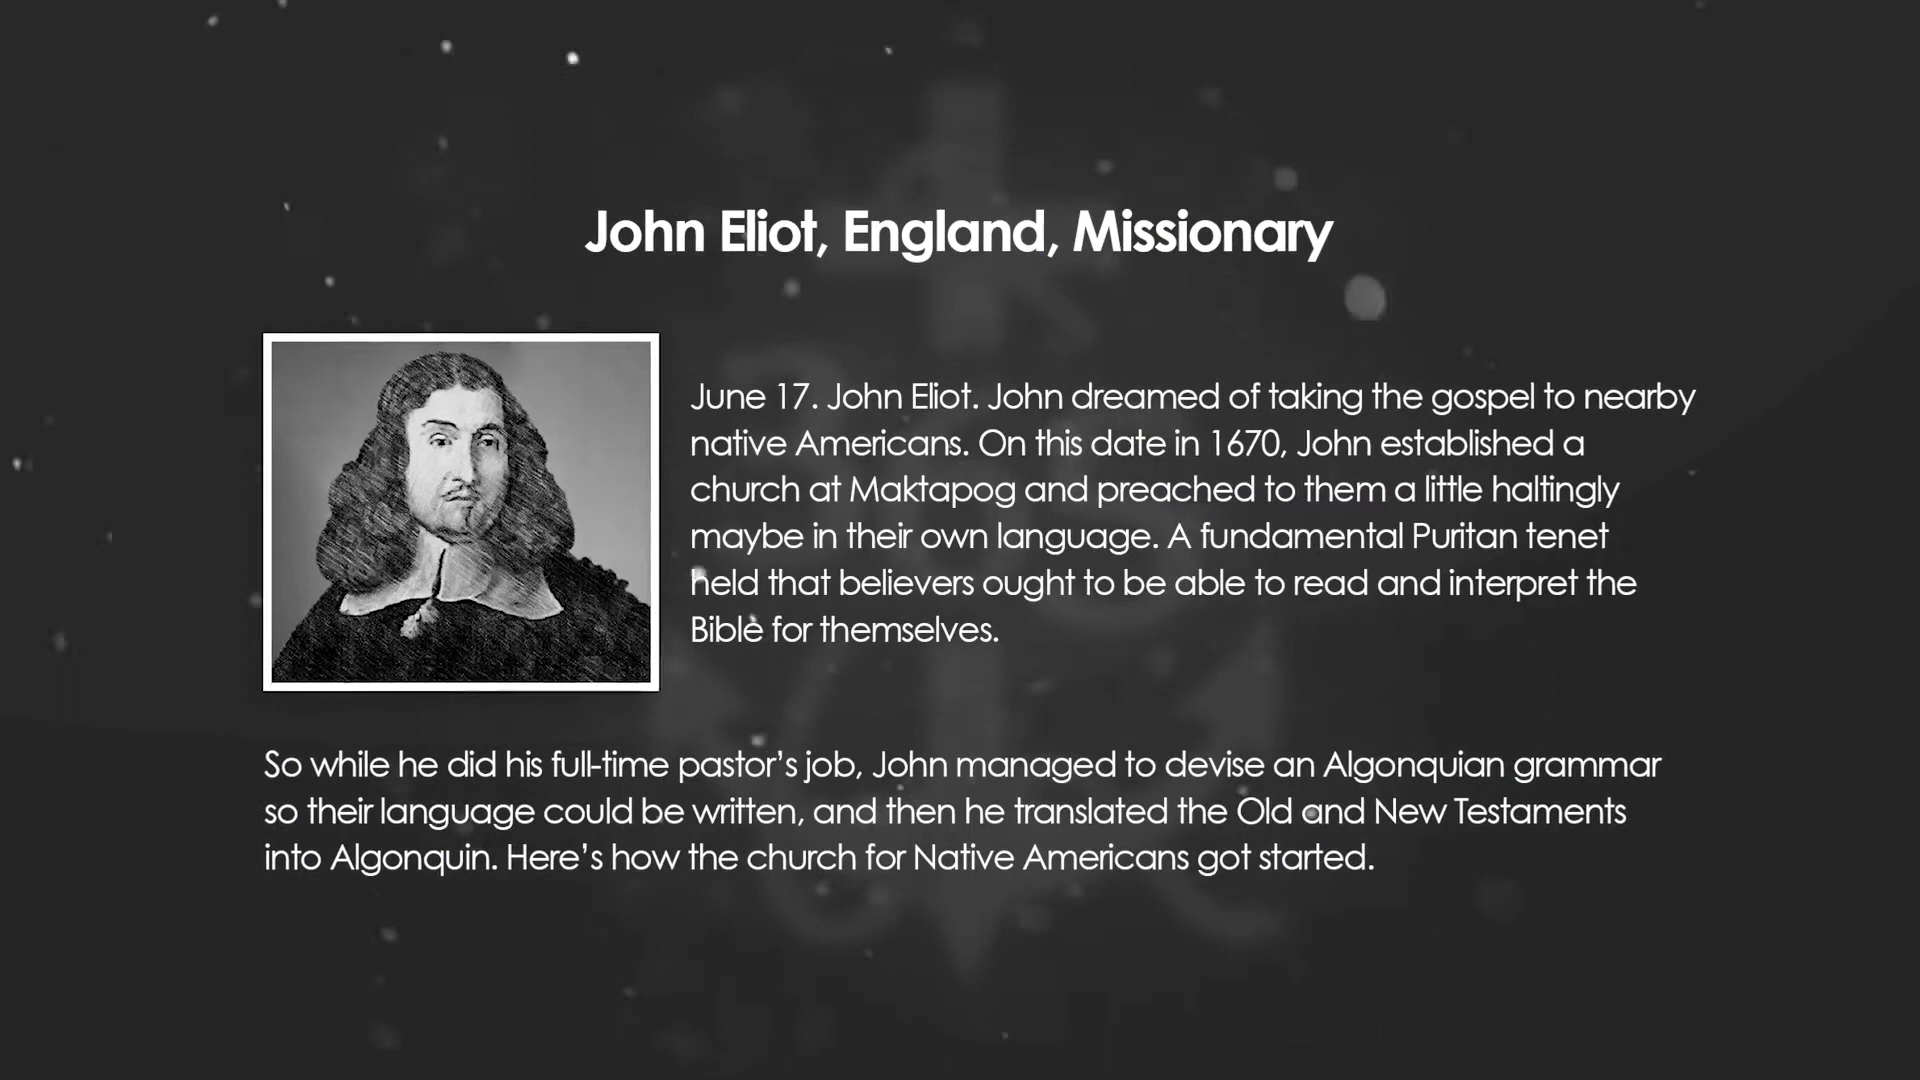 John Eliot, England, Missionary
June 17. John Eliot. John dreamed of taking the gospel to nearby
native Americans. On this date in 1670, John established a
church at Maktapog and preached to them a little haltingly
maybe in their own language. A fundamental Puritan tenet
held that believers ought to be able to read and interpret the
Bible for themselves.
So while he did his full-time pastor's job, John managed to devise an Algonquian grammar
so their language could be written, and then he translated the Old and New Testaments
into Algonquin. Here's how the church for Native Americans got started.